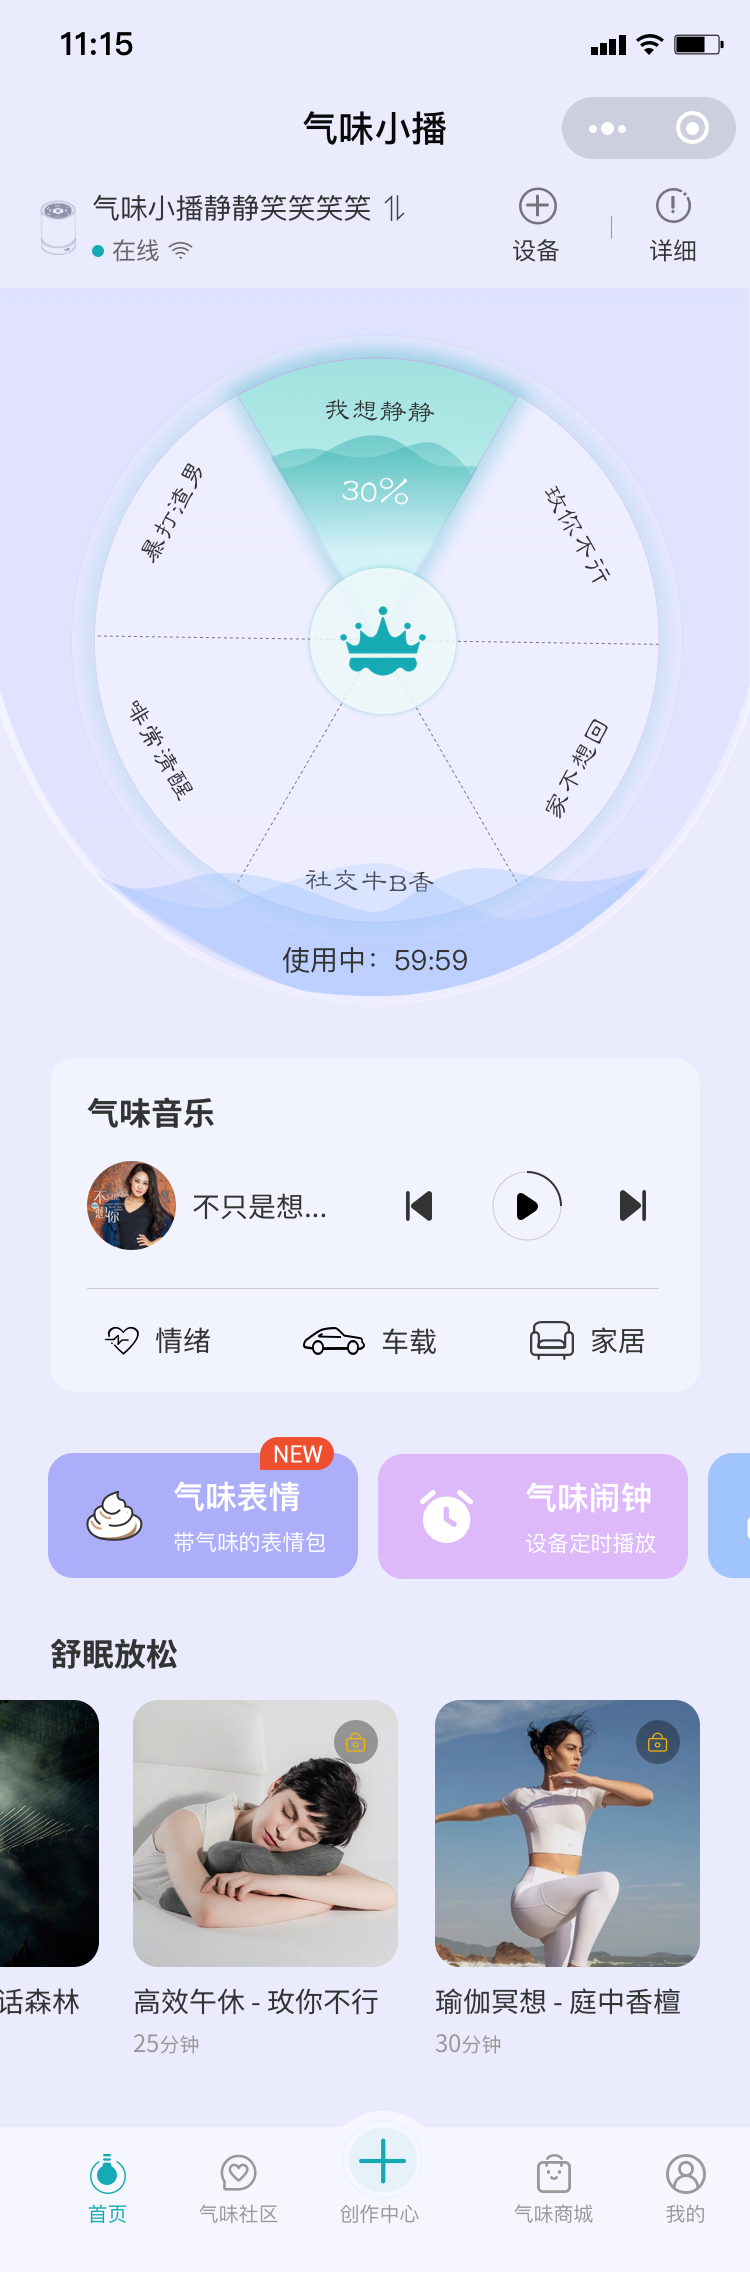 11:15
气味小播
气味小播静静笑笑笑笑
在线
设备
详细
我想静静
30%
暴打渣男
玫你不行
啡常清醒
家不想回
社交牛B香
使用中：59:59
气味音乐
不只是想...
情绪
车载
家居
NEW
气味表情
带气味的表情包
气味闹钟
设备定时播放
舒眠放松
话森林
高效午休 - 玫你不行
25分钟
瑜伽冥想 - 庭中香檀
30分钟
首页
气味社区
创作中心
气味商城
我的